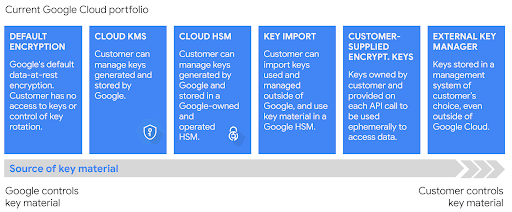 Current Google Cloud portfolio
DEFAULT
ENCRYPTION
Google's default
data-at-rest
encryption.
Customer has no
access to keys or
control of key
rotation.
CLOUD KMS
Customer can
manage keys
generated and
stored by
Google.
CLOUD HSM
Customer can
manage keys
generated by
Google and
stored in a
Google-owned
and
operated
HSM.
KEY IMPORT
Customer can
import keys
used and
managed
outside of
Google, and use
key material in a
Google HSM.
CUSTOMER-
SUPPLIED
ENCRYPT. KEYS
Keys owned by
customer and
provided on
each API call to
be used
ephemerally to
access data.
EXTERNAL KEY
MANAGER
Keys stored in a
management
system of
customer's
choice, even
outside of
Google Cloud.
Source of key material
Google controls
key material
Customer controls
key material